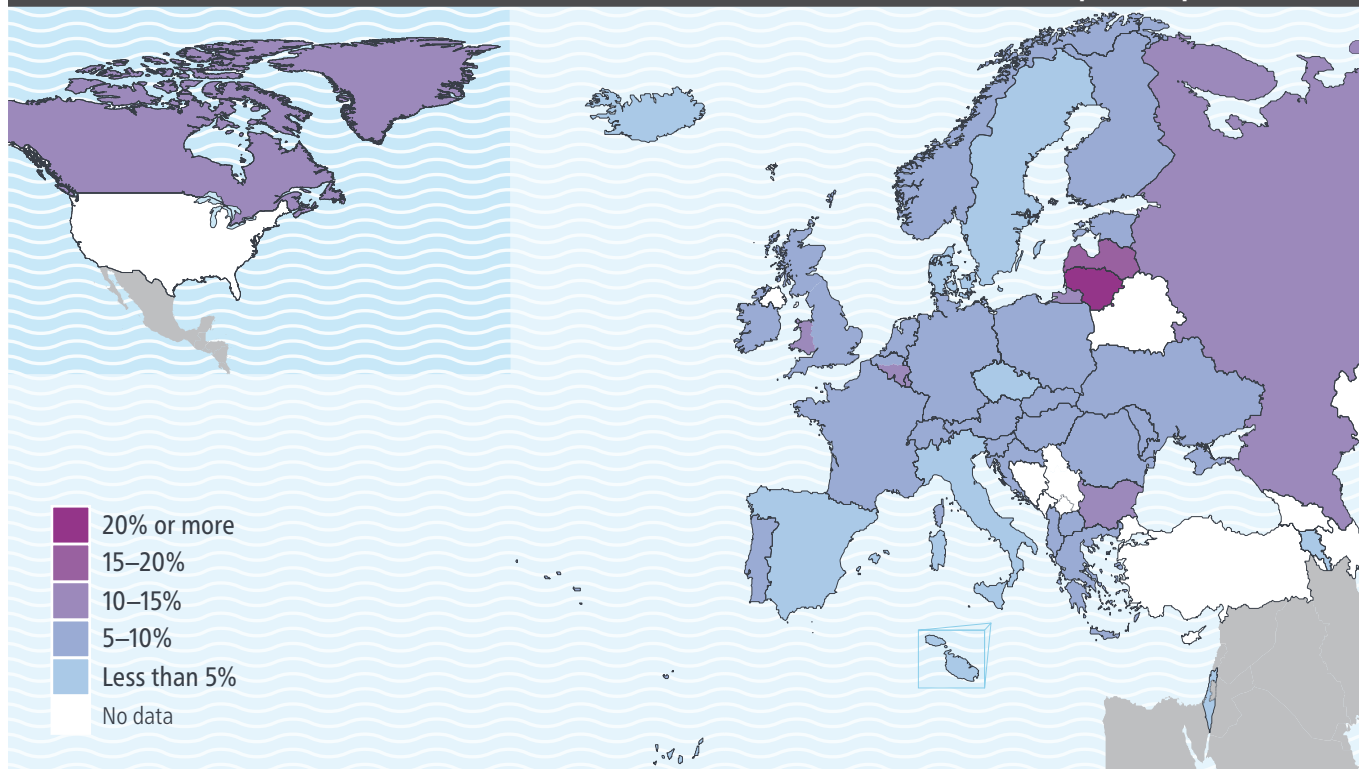 20% or more
15–20%
10–15%
5–10%
Less than 5%
No data